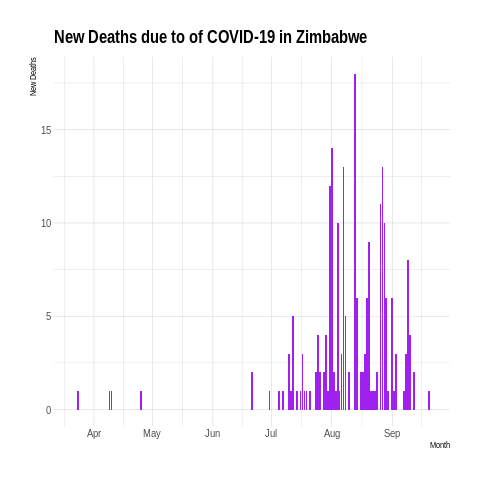 New Deaths due to of COVID-19 in Zimbabwe
New Deaths
15
10
5
0
Apr May Jun Jul Aug Sep
Month